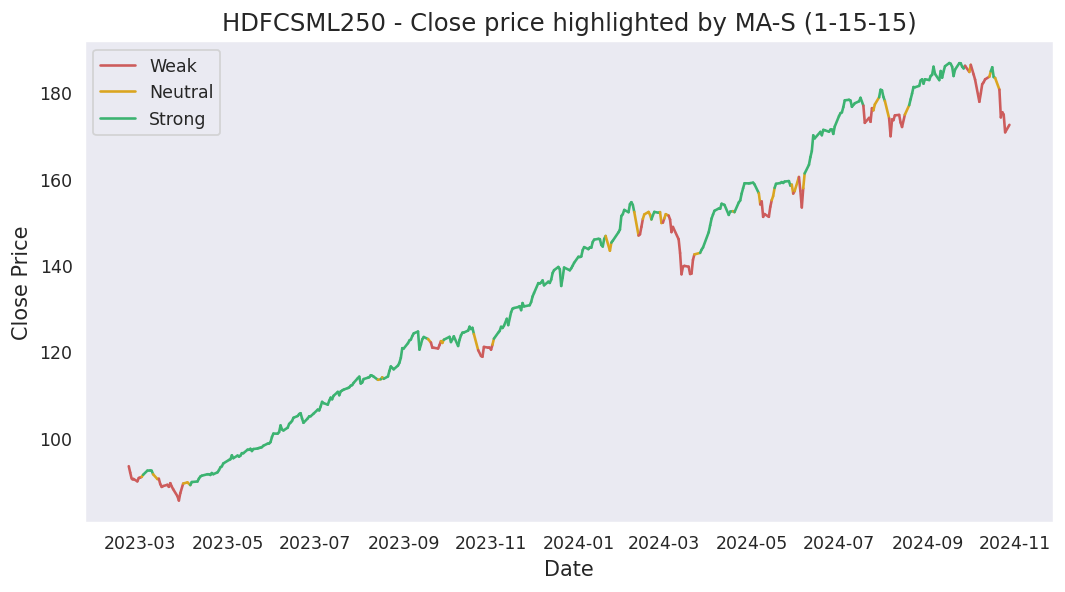 HDFCSML250 - Close price highlighted by MA-S (1-15-15)
Weak
Neutral
Strong
Close Price
180
160
140
120
100
2023-03 2023-05 2023-07 2023-09 2023-11 2024-01 2024-03 2024-05 2024-07 2024-09 2024-11
Date